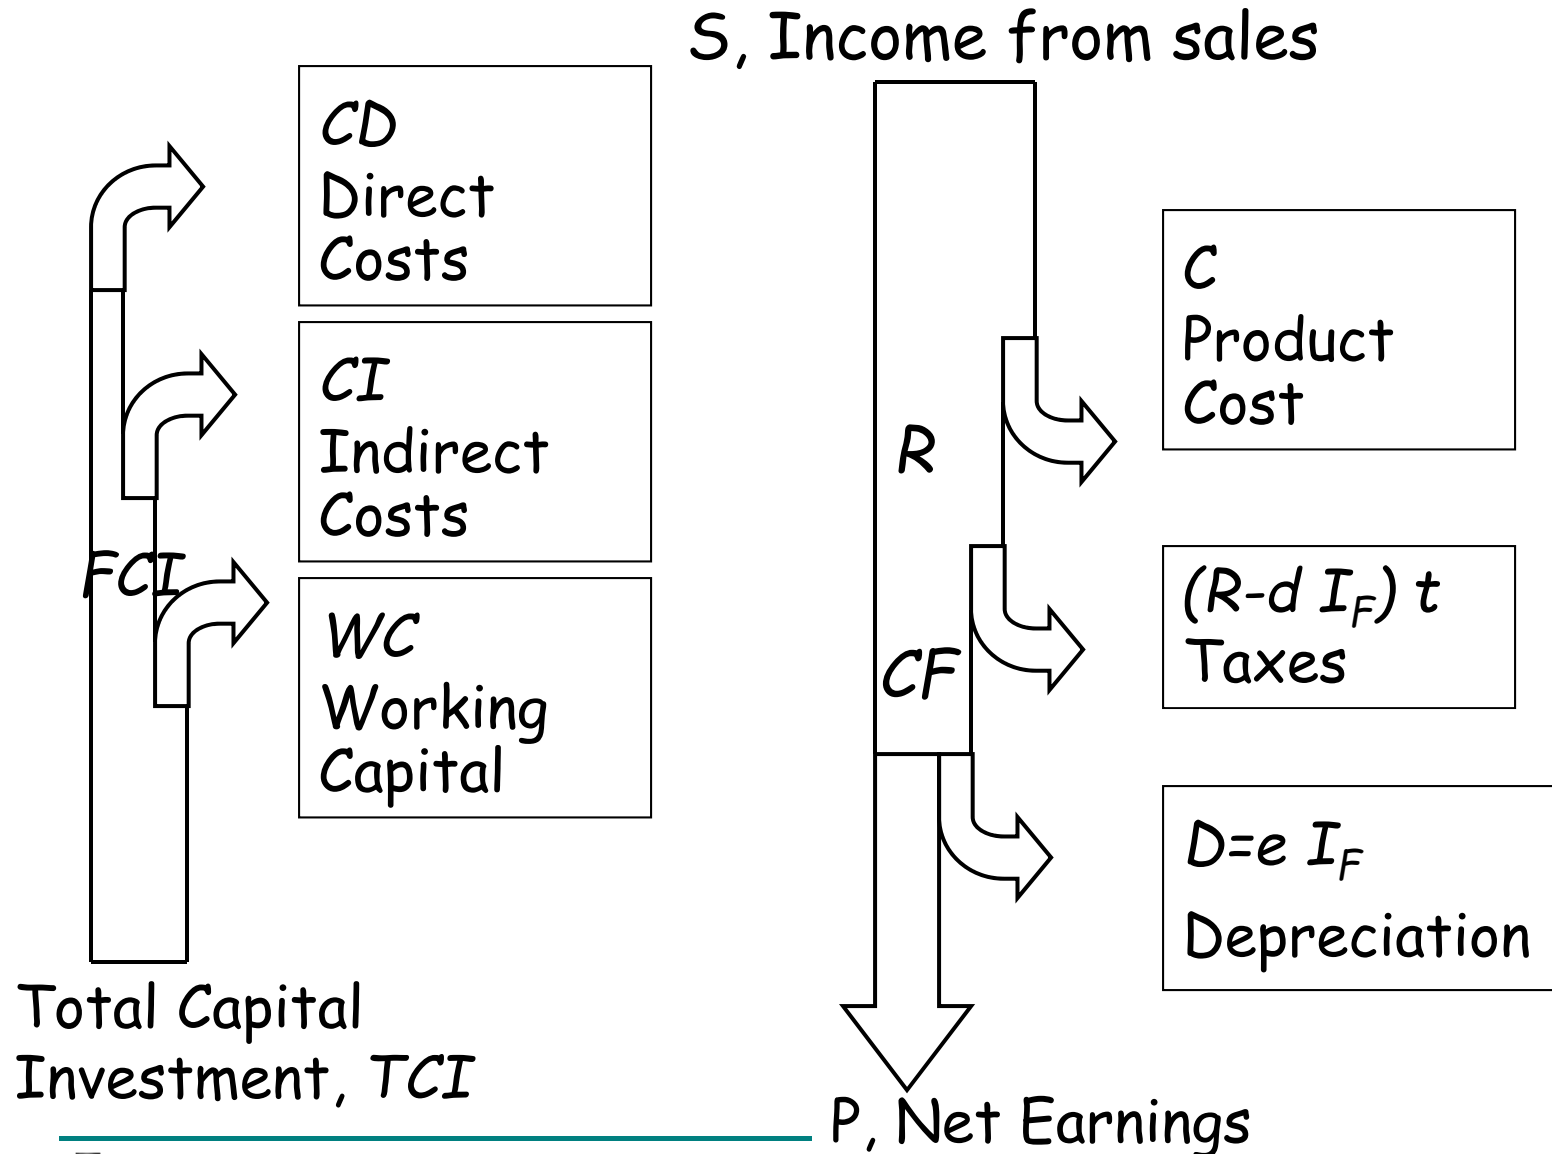 S, Income from sales
CD
Direct
Costs
CI
Indirect
Costs
FCI
WC
Working
Capital
Total Capital
Investment, TCI
R
CF
C
Product
Cost
(R-d I_F) t
Taxes
D=e I_F
Depreciation
P, Net Earnings